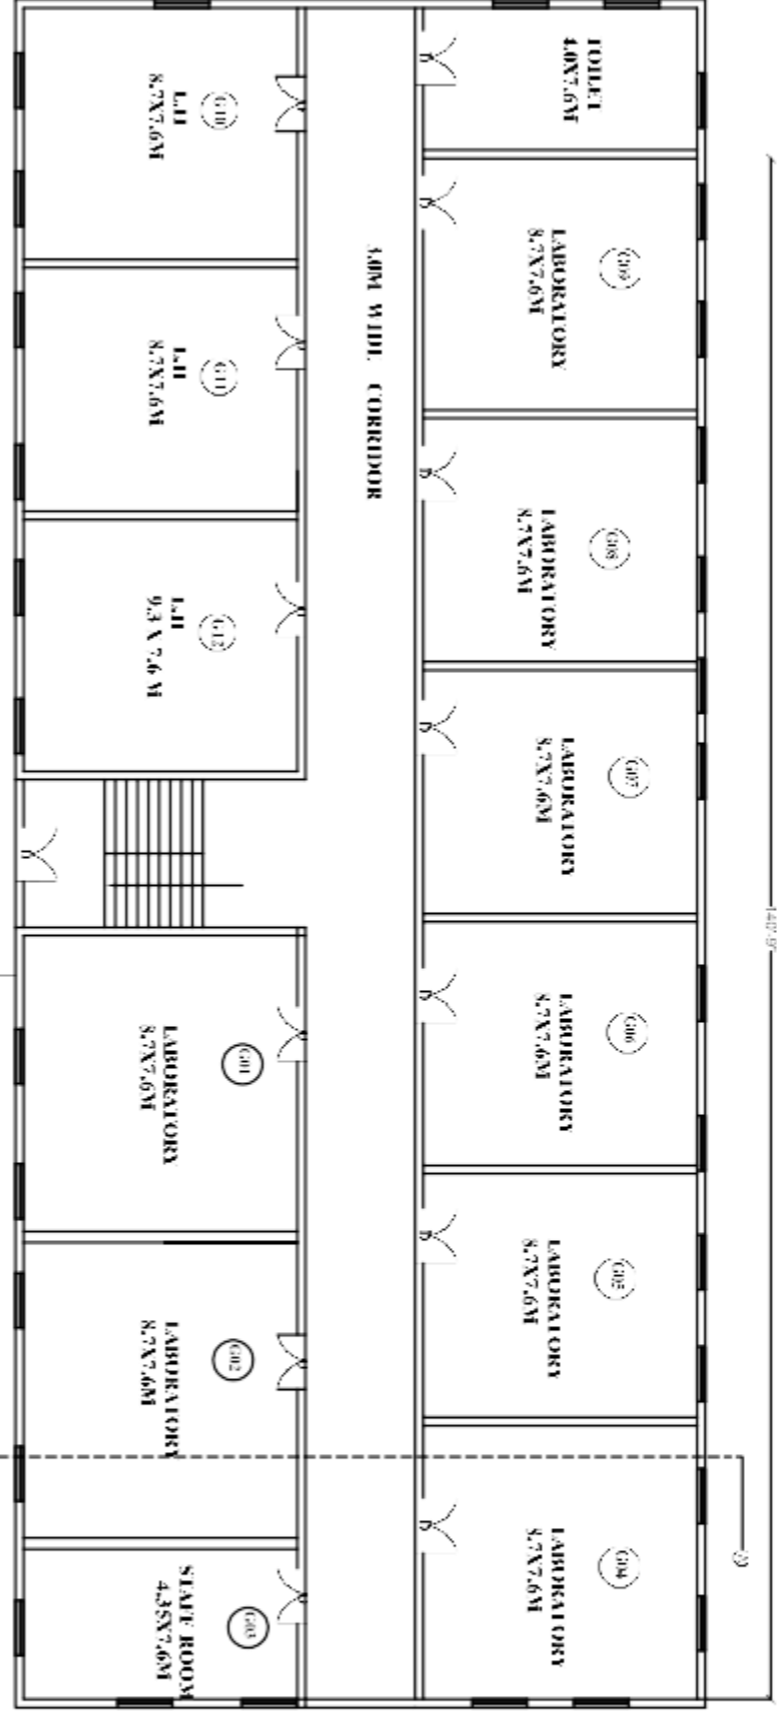 TOILET
4.0X7.6M
G09
LABORATORY
8.7X7.6M
G08
LABORATORY
8.7X7.6M
G07
LABORATORY
8.7X7.6M
G06
LABORATORY
8.7X7.6M
G05
LABORATORY
8.7X7.6M
G04
LABORATORY
8.7X7.6M
140'-9"
3.0M WIDE CORRIDOR
G10
L.H
8.7X7.6M
G11
L.H
8.7X7.6M
G12
L.H
9.3 X 7.6 M
G01
LABORATORY
8.7X7.6M
G02
LABORATORY
8.7X7.6M
G03
STAFF ROOM
4.35X7.6M